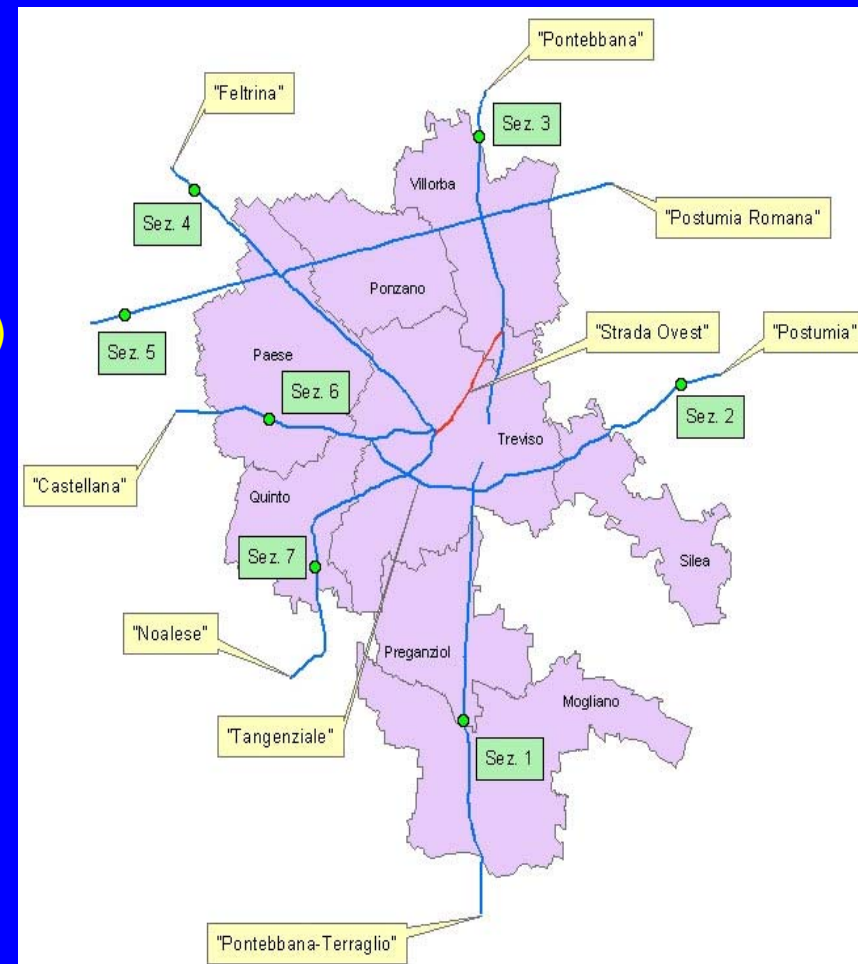 "Pontebbana"
"Feltrina"
Sez. 3
Villorba
Sez. 4
"Postumia Romana"
Ponzano
"Strada Ovest"
"Postumia"
Sez. 5
Paese
Sez. 6
Sez. 2
Treviso
"Castellana"
Quinto
Sez. 7
Silea
"Noalese"
Preganziol
Mogliano
"Tangenziale"
Sez. 1
"Pontebbana-Terraglio"